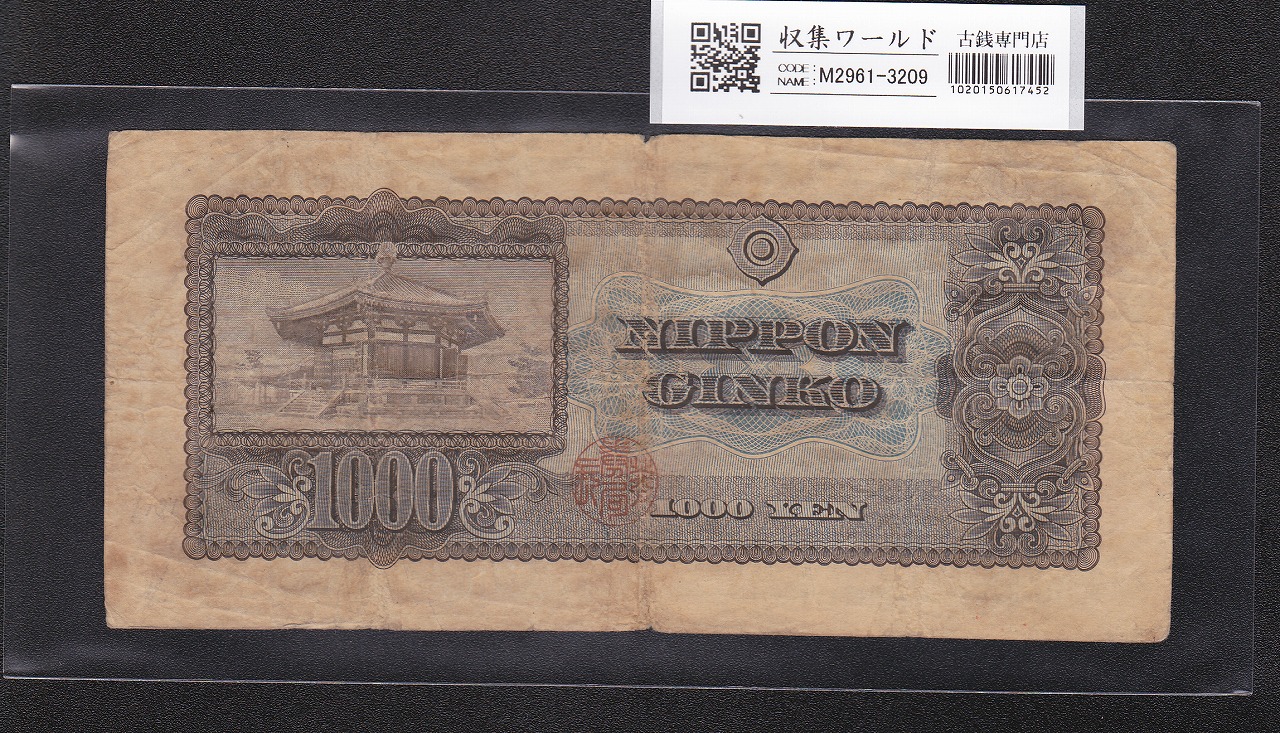 収集ワールド 古銭専門店
CODE:
NAME: M2961-3209
1020150617452
NIPPON
GINKO
1000
1000 YEN